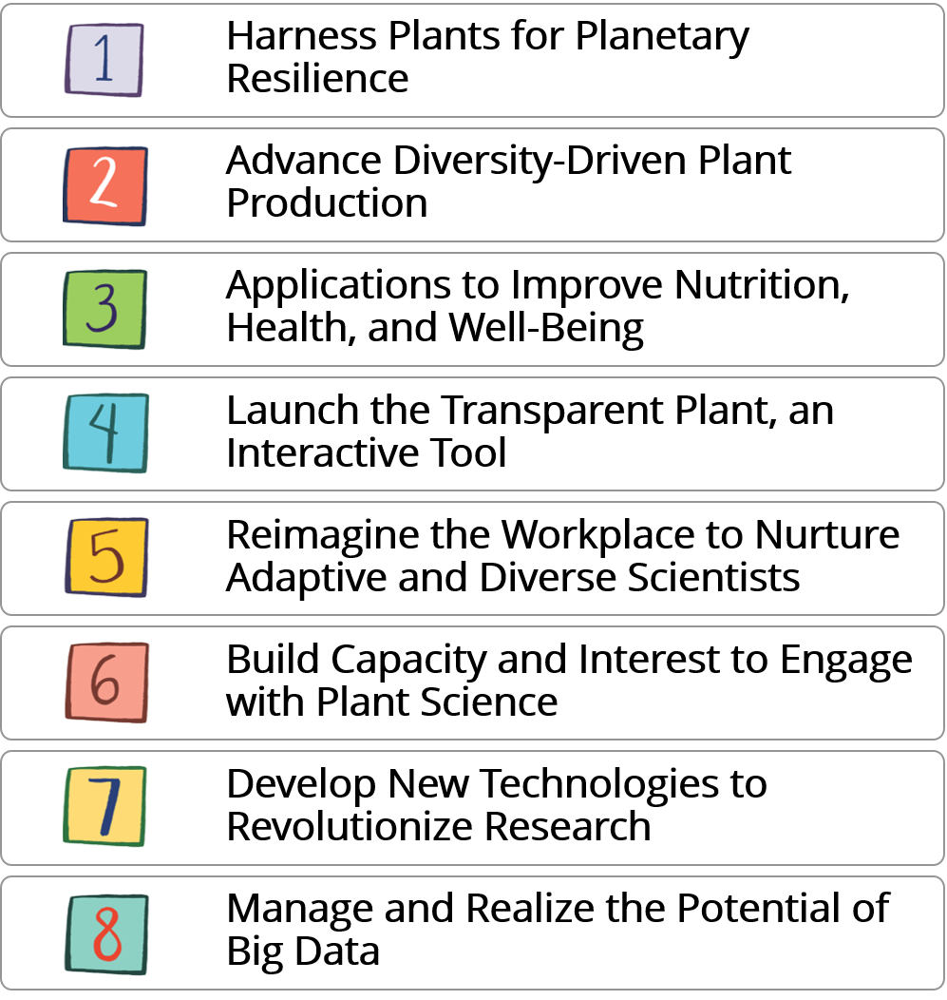 1
Harness Plants for Planetary
Resilience
2
Advance Diversity-Driven Plant
Production
3
Applications to Improve Nutrition,
Health, and Well-Being
4
Launch the Transparent Plant, an
Interactive Tool
5
Reimagine the Workplace to Nurture
Adaptive and Diverse Scientists
6
Build Capacity and Interest to Engage
with Plant Science
7
Develop New Technologies to
Revolutionize Research
8
Manage and Realize the Potential of
Big Data